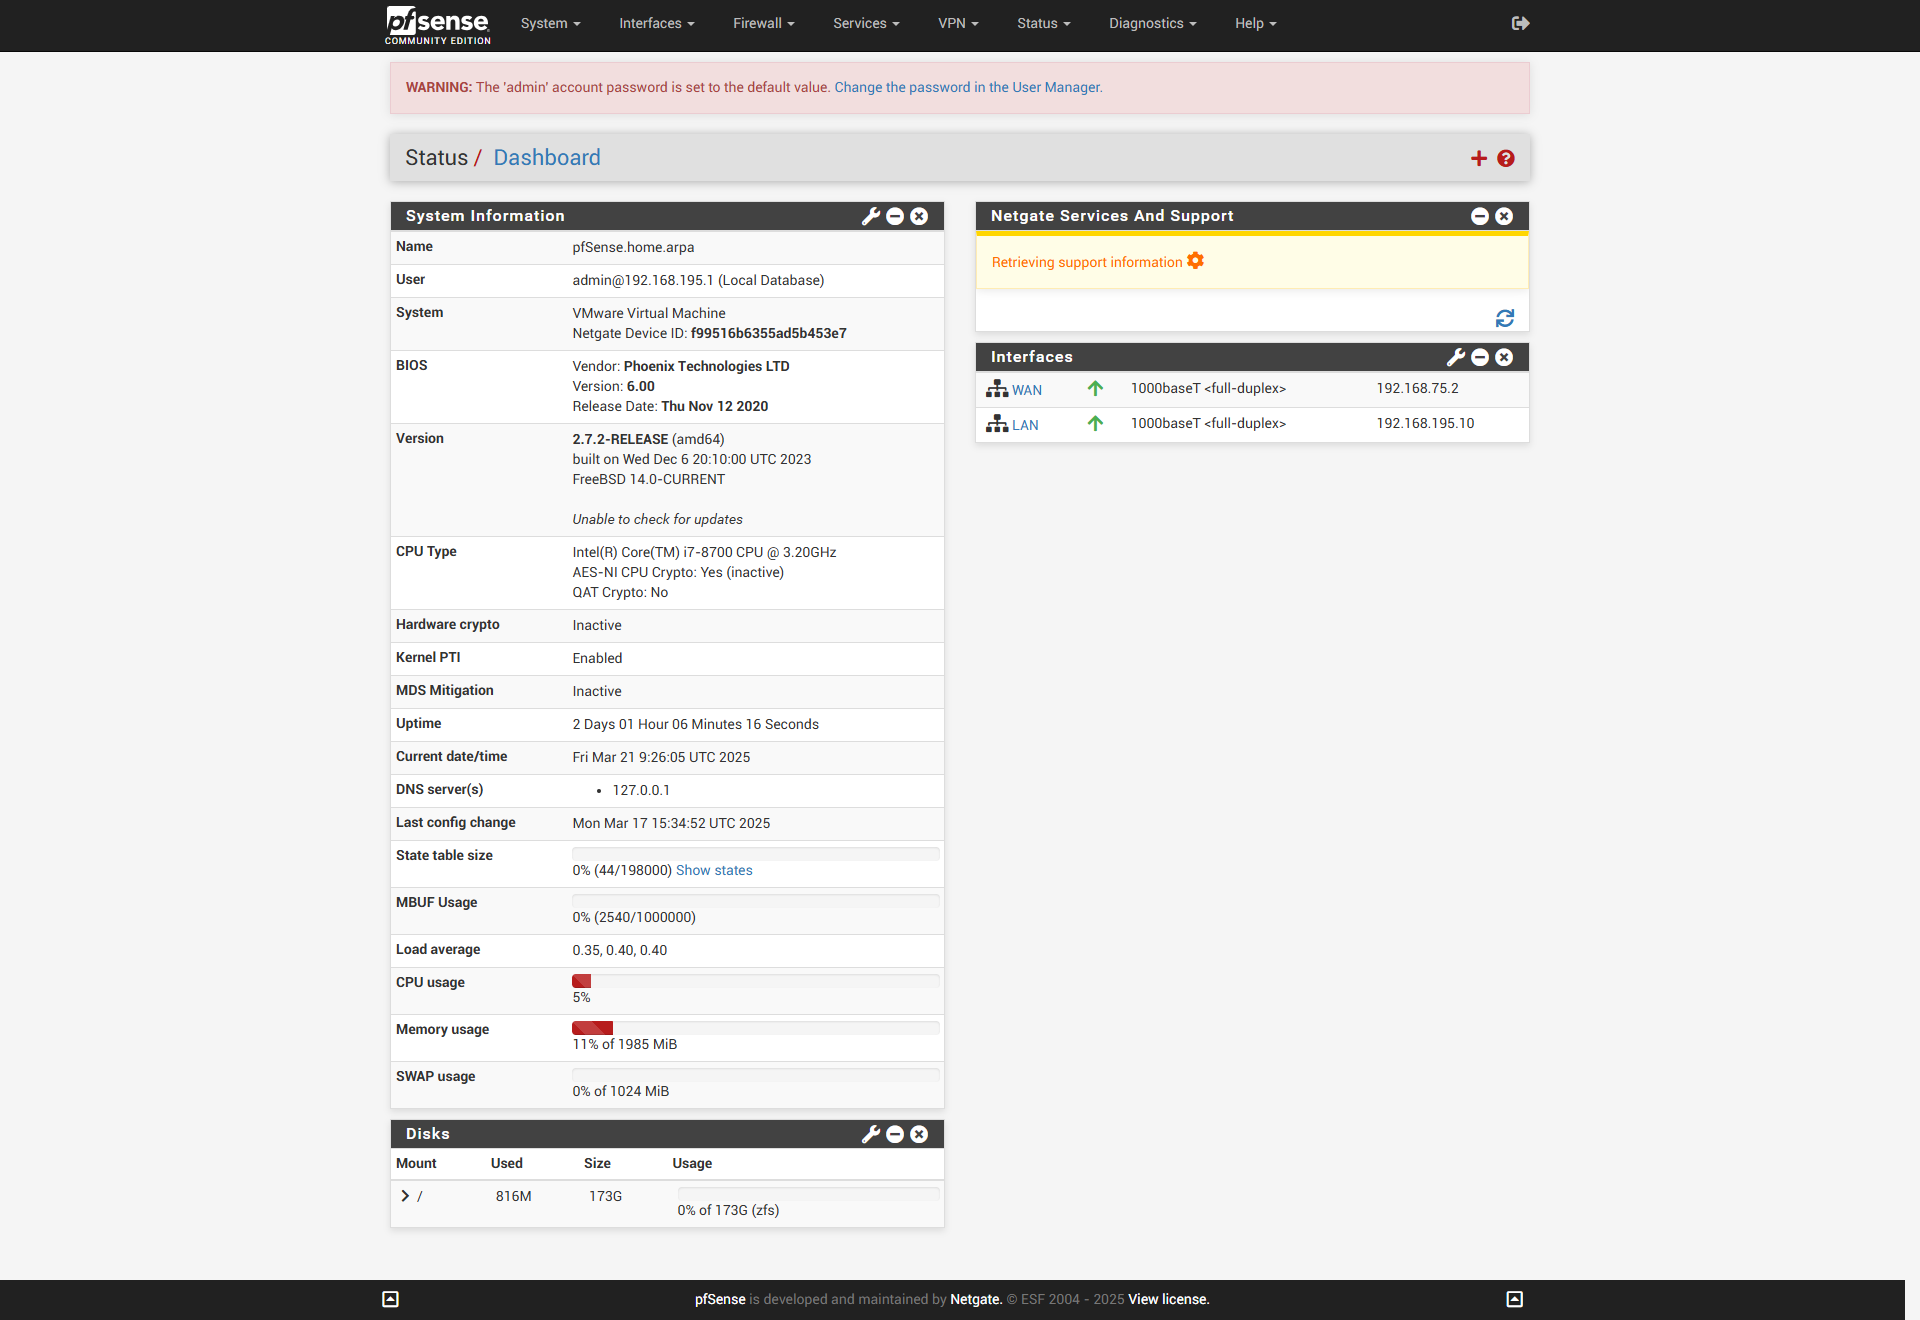 pfsense
COMMUNITY EDITION
System Interfaces Firewall Services VPN Status Diagnostics Help
WARNING: The 'admin' account password is set to the default value. Change the password in the User Manager.
Status / Dashboard
System Information
Name pfSense.home.arpa
User admin@192.168.195.1 (Local Database)
System VMware Virtual Machine
Netgate Device ID: f99516b6355ad5b453e7
BIOS Vendor: Phoenix Technologies LTD
Version: 6.00
Release Date: Thu Nov 12 2020
Version 2.7.2-RELEASE (amd64)
built on Wed Dec 6 20:10:00 UTC 2023
FreeBSD 14.0-CURRENT
Unable to check for updates
CPU Type Intel(R) Core(TM) i7-8700 CPU @ 3.20GHz
AES-NI CPU Crypto: Yes (inactive)
QAT Crypto: No
Hardware crypto Inactive
Kernel PTI Enabled
MDS Mitigation Inactive
Uptime 2 Days 01 Hour 06 Minutes 16 Seconds
Current date/time Fri Mar 21 9:26:05 UTC 2025
DNS server(s) • 127.0.0.1
Last config change Mon Mar 17 15:34:52 UTC 2025
State table size
0% (44/198000) Show states
MBUF Usage
0% (2540/1000000)
Load average 0.35, 0.40, 0.40
CPU usage
5%
Memory usage
11% of 1985 MiB
SWAP usage
0% of 1024 MiB
Disks
Mount Used Size Usage
/ 816M 173G
0% of 173G (zfs)
Netgate Services And Support
Retrieving support information
Interfaces
WAN 1000baseT <full-duplex> 192.168.75.2
LAN 1000baseT <full-duplex> 192.168.195.10
pfSense is developed and maintained by Netgate. © ESF 2004 - 2025 View license.